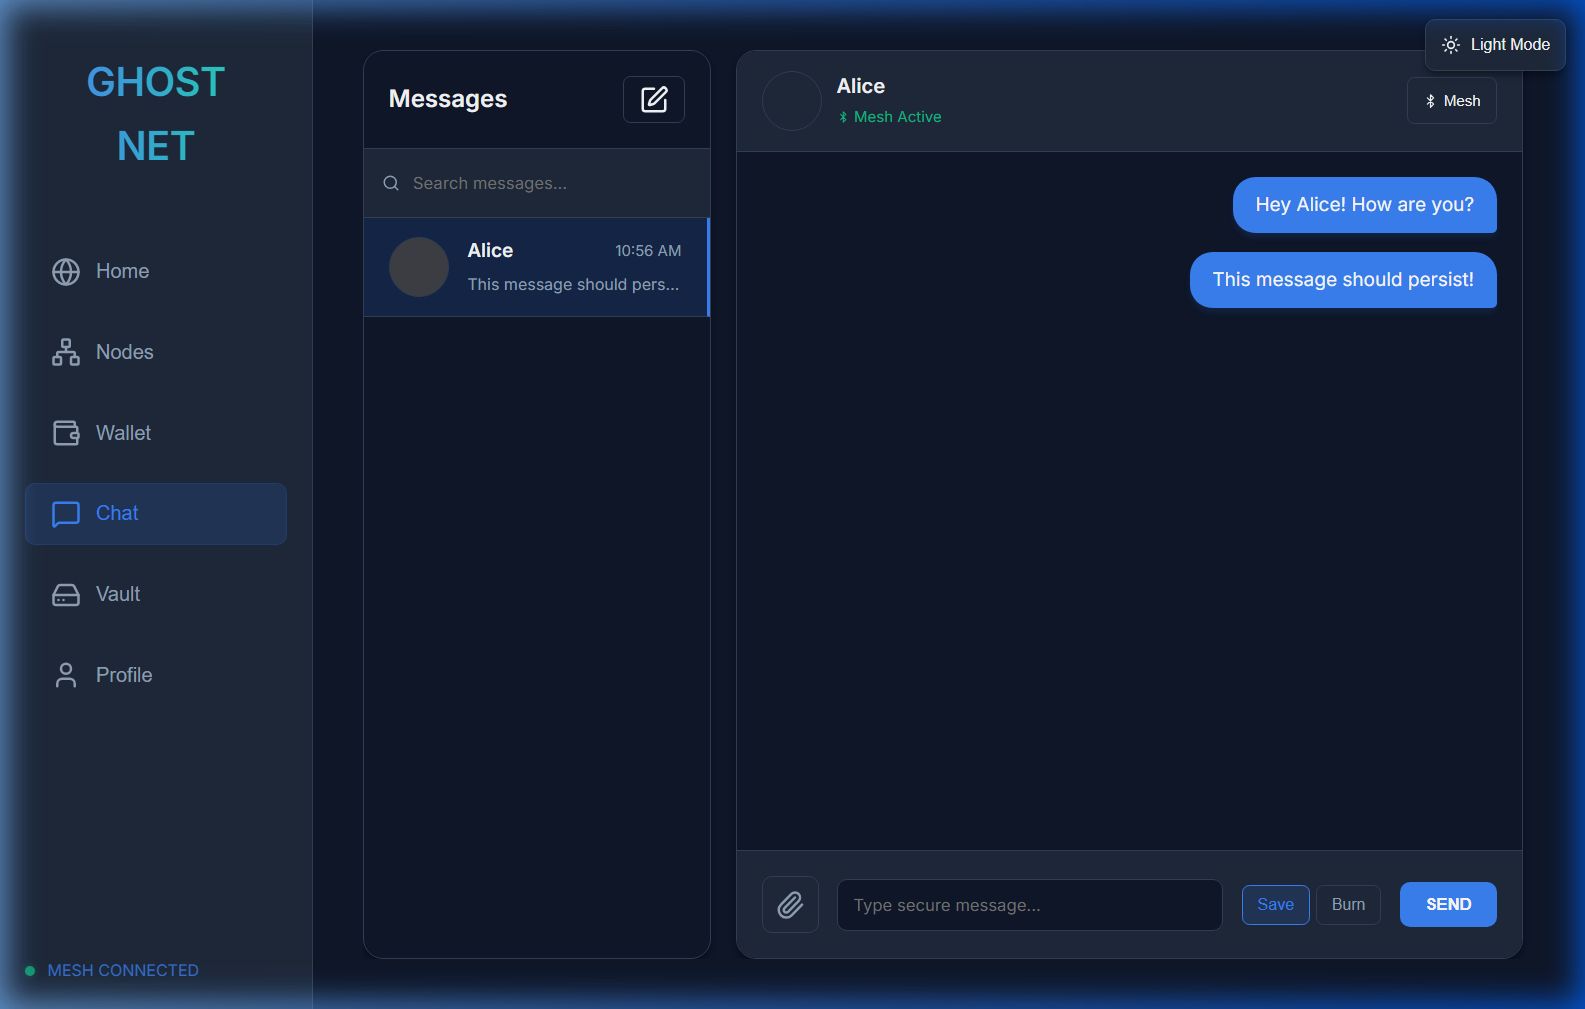 GHOST
NET
Home
Nodes
Wallet
Chat
Vault
Profile
MESH CONNECTED
Messages
Search messages...
Alice
10:56 AM
This message should pers...
Light Mode
Alice
Mesh Active
Mesh
Hey Alice! How are you?
This message should persist!
Type secure message...
Save
Burn
SEND